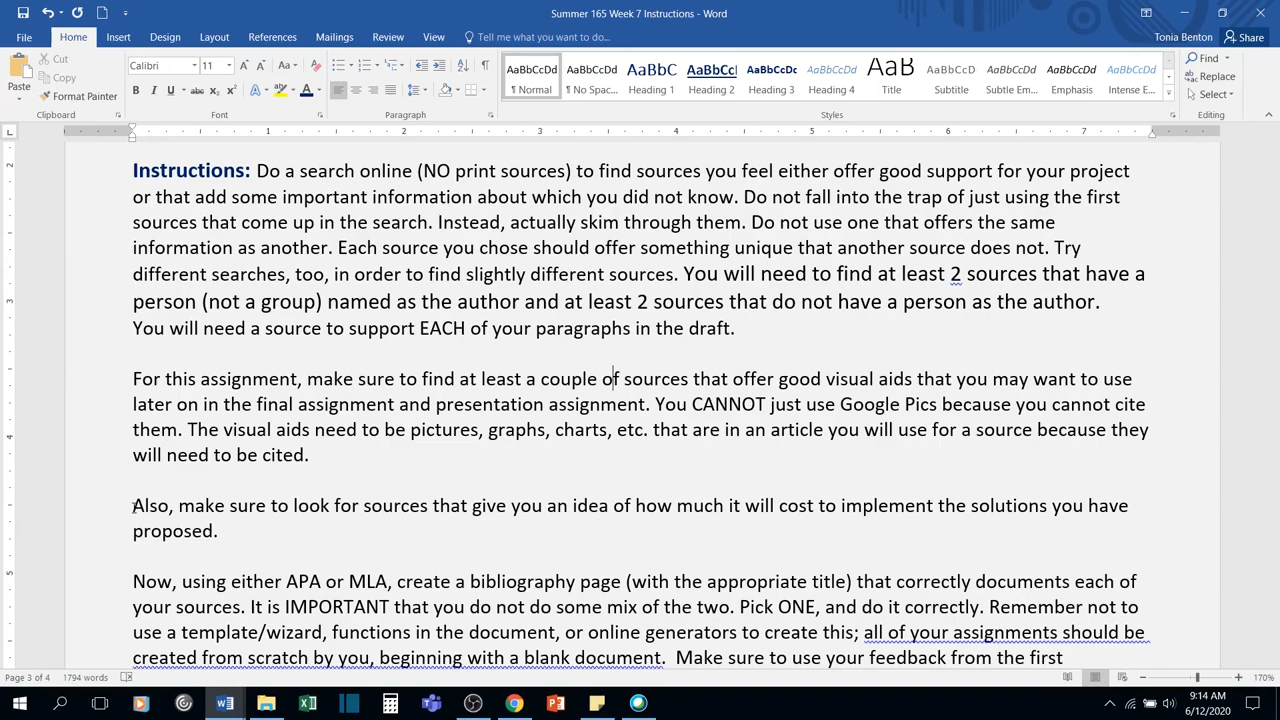 Summer 165 Week 7 Instructions - Word
Tonia Benton
Share
File
Home
Insert
Design
Layout
References
Mailings
Review
View
Tell me what you want to do...
Paste
Cut
Copy
Format Painter
Clipboard
Calibri
11
Font
Paragraph
AaBbCcDd
¶ Normal
AaBbCcDd
¶ No Spac...
AaBbC
Heading 1
AaBbCc
Heading 2
AaBbCcDc
Heading 3
AaBbCcDd
Heading 4
AaB
Title
AaBbCcD
Subtitle
AaBbCcDd
Subtle Em...
AaBbCcDd
Emphasis
AaBbCcDd
Intense E...
Styles
Find
Replace
Select
Editing
1 2 3 4 5 6 7
Instructions: Do a search online (NO print sources) to find sources you feel either offer good support for your project
or that add some important information about which you did not know. Do not fall into the trap of just using the first
sources that come up in the search. Instead, actually skim through them. Do not use one that offers the same
information as another. Each source you chose should offer something unique that another source does not. Try
different searches, too, in order to find slightly different sources. You will need to find at least 2 sources that have a
person (not a group) named as the author and at least 2 sources that do not have a person as the author.
You will need a source to support EACH of your paragraphs in the draft.
For this assignment, make sure to find at least a couple of sources that offer good visual aids that you may want to use
later on in the final assignment and presentation assignment. You CANNOT just use Google Pics because you cannot cite
them. The visual aids need to be pictures, graphs, charts, etc. that are in an article you will use for a source because they
will need to be cited.
Also, make sure to look for sources that give you an idea of how much it will cost to implement the solutions you have
proposed.
Now, using either APA or MLA, create a bibliography page (with the appropriate title) that correctly documents each of
your sources. It is IMPORTANT that you do not do some mix of the two. Pick ONE, and do it correctly. Remember not to
use a template/wizard, functions in the document, or online generators to create this; all of your assignments should be
created from scratch by you, beginning with a blank document. Make sure to use your feedback from the first
Page 3 of 4
1794 words
170%
9:14 AM
6/12/2020